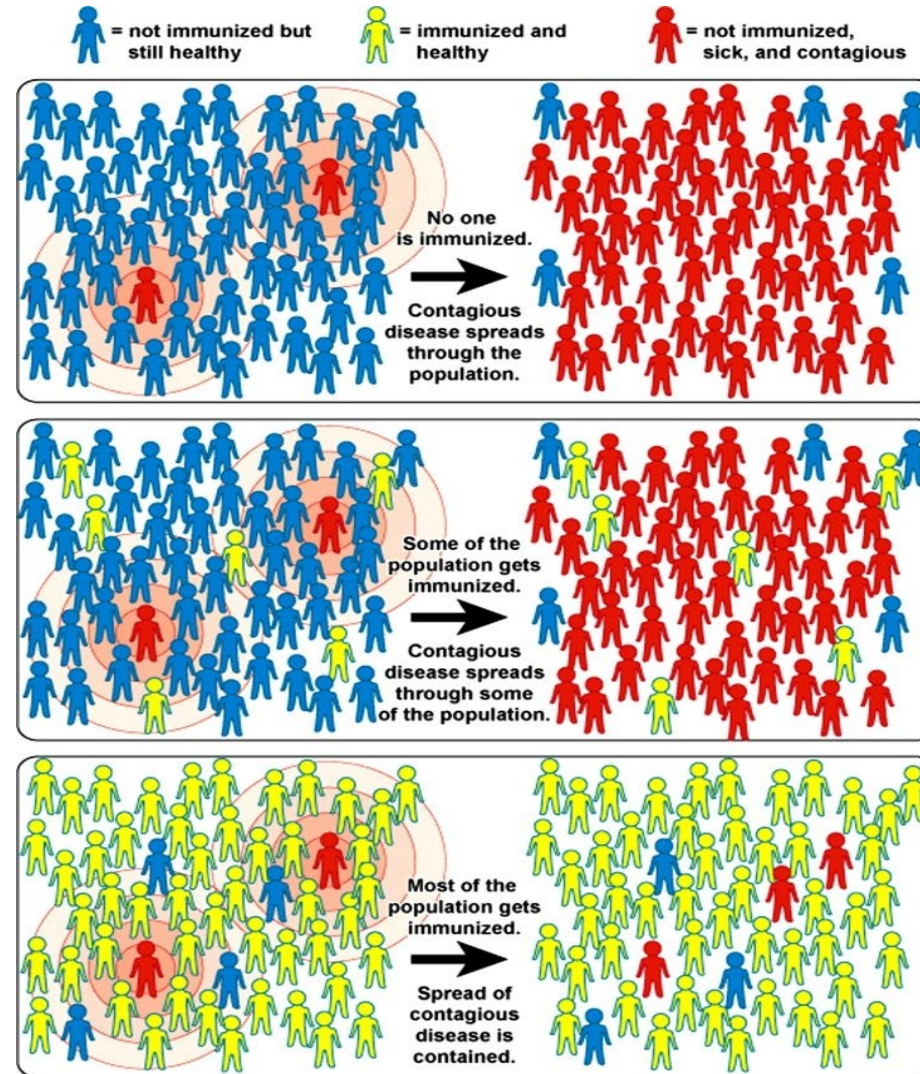 = not immunized but
still healthy
= immunized and
healthy
= not immunized,
sick, and contagious
No one
is immunized.
Contagious
disease spreads
through the
population.
Some of the
population gets
immunized.
Contagious
disease spreads
through some
of the population.
Most of the
population gets
immunized.
Spread of
contagious
disease is
contained.